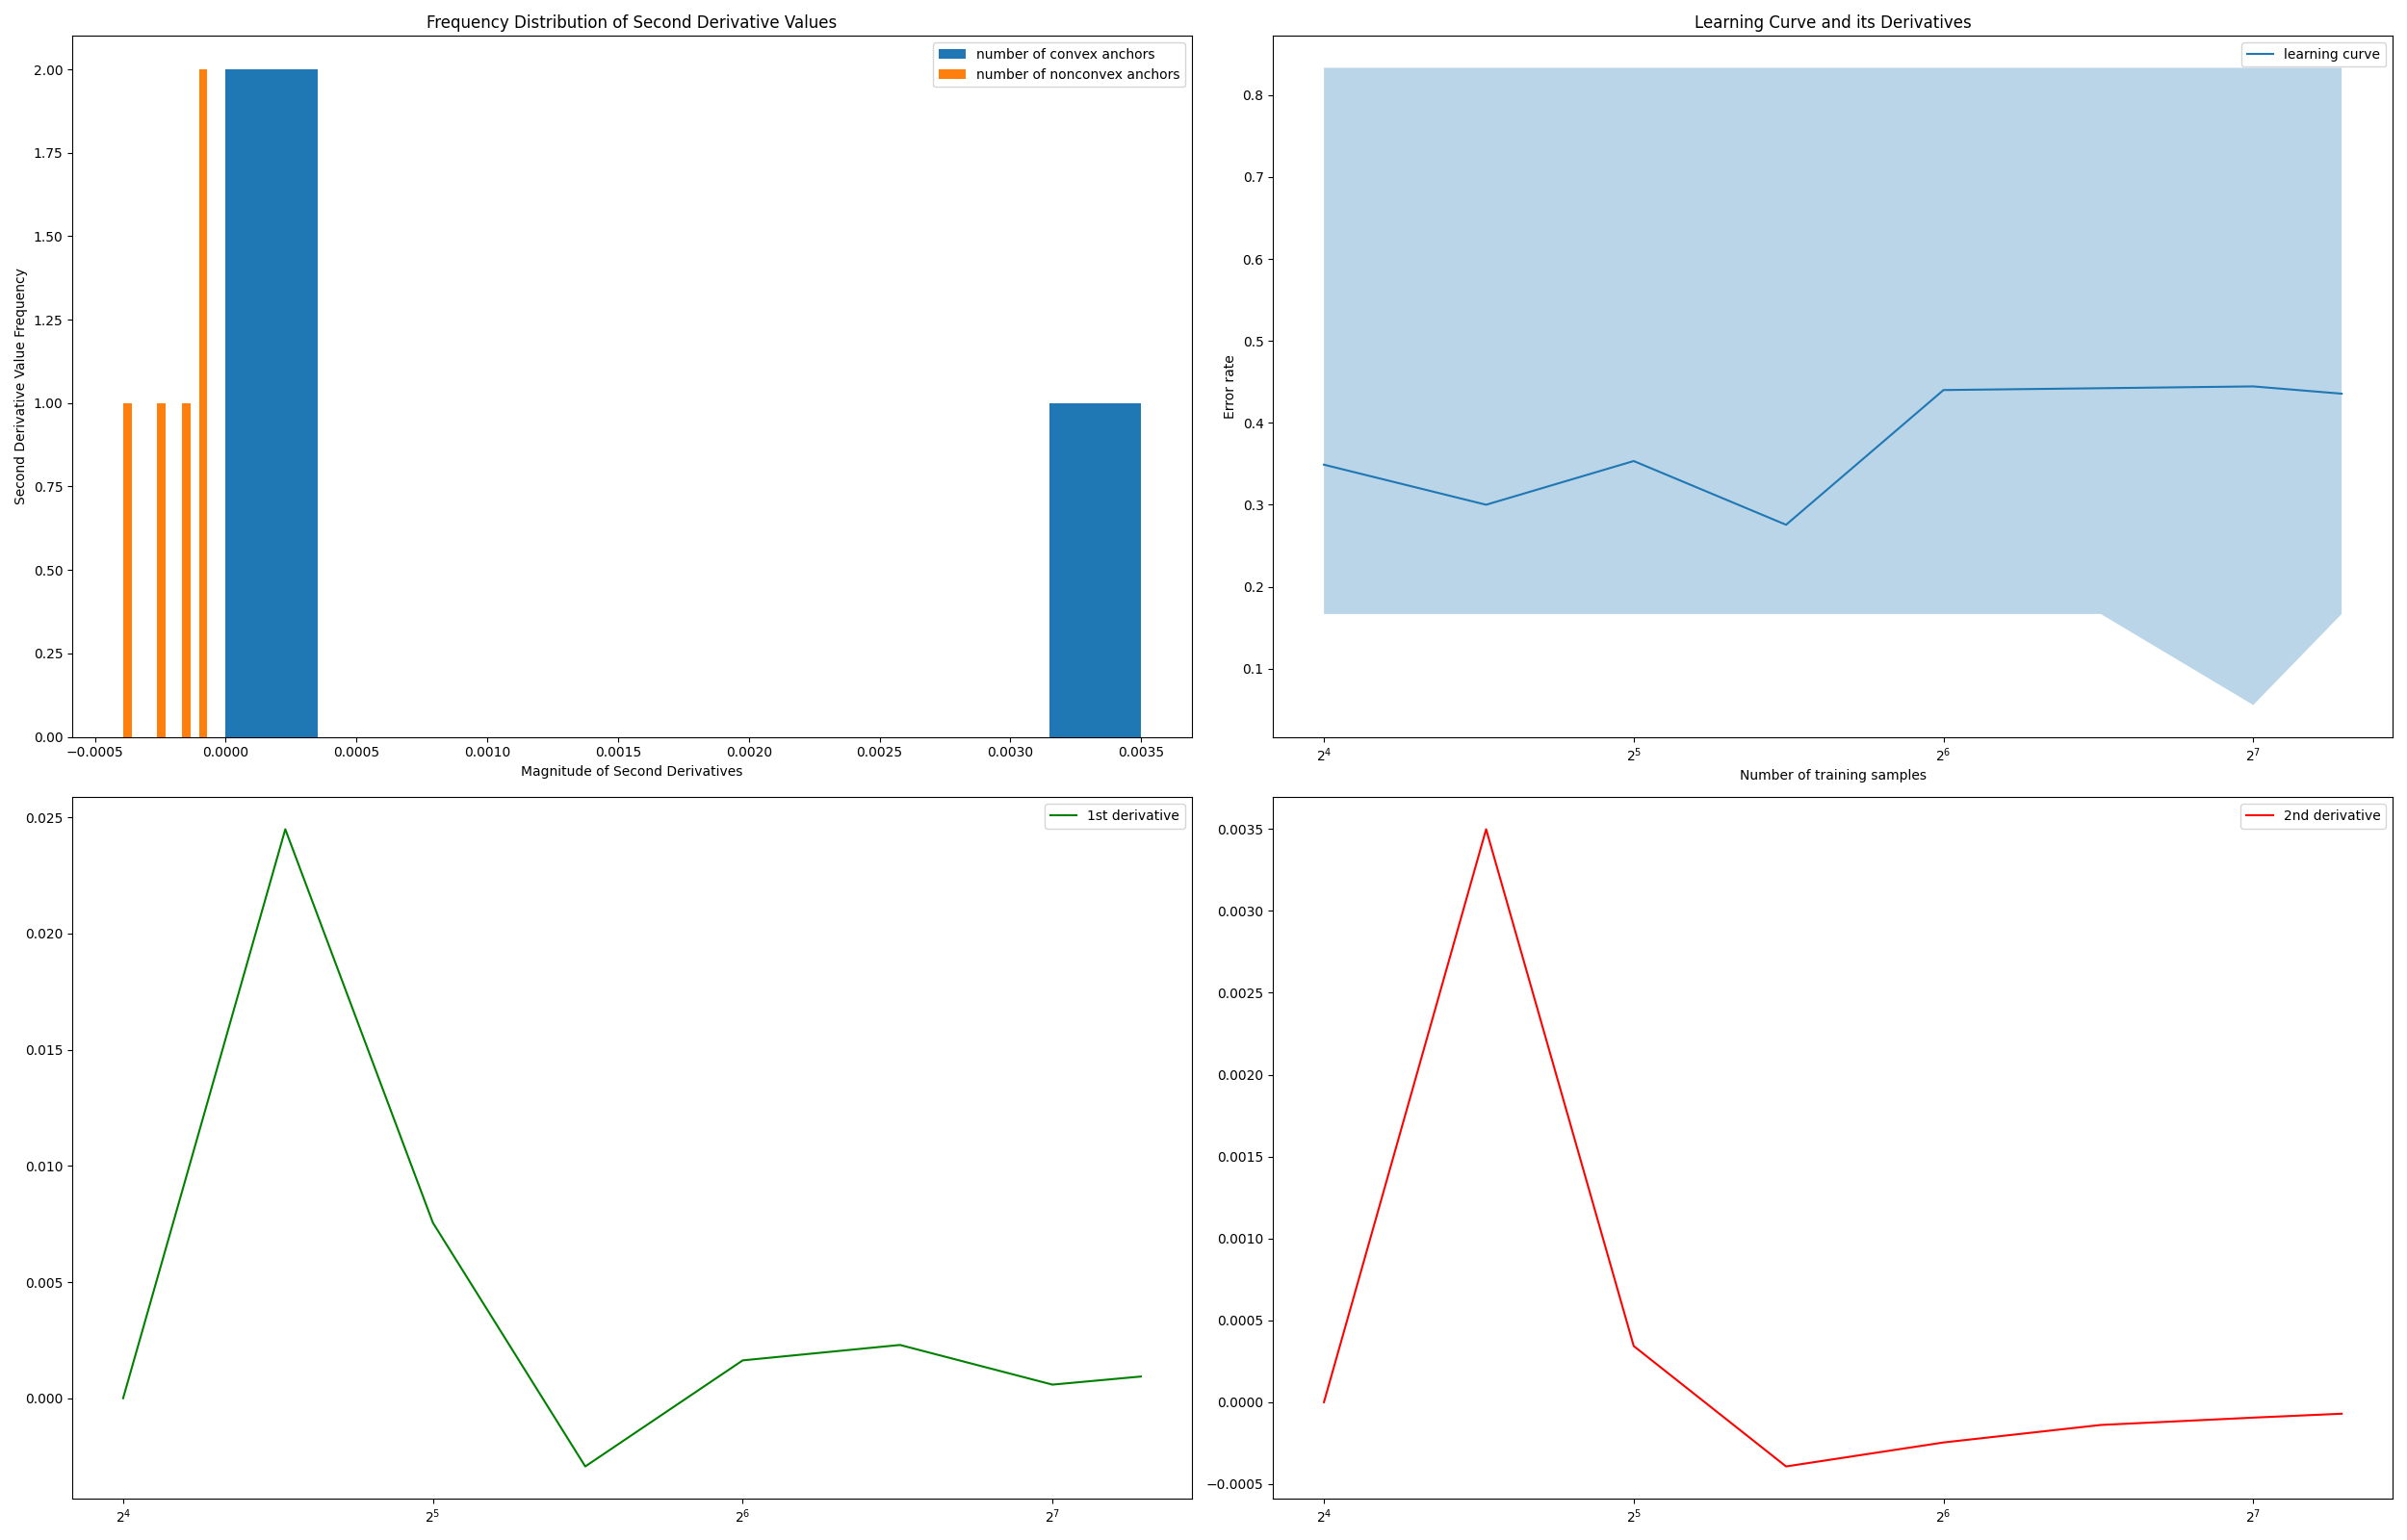 Frequency Distribution of Second Derivative Values
number of convex anchors
number of nonconvex anchors
2.00
1.75
1.50
1.25
1.00
0.75
0.50
0.25
0.00
Second Derivative Value Frequency
−0.0005 0.0000 0.0005 0.0010 0.0015 0.0020 0.0025 0.0030 0.0035
Magnitude of Second Derivatives
Learning Curve and its Derivatives
learning curve
0.8
0.7
0.6
0.5
0.4
0.3
0.2
0.1
Error rate
2⁴ 2⁵ 2⁶ 2⁷
Number of training samples
1st derivative
0.025
0.020
0.015
0.010
0.005
0.000
2⁴ 2⁵ 2⁶ 2⁷
2nd derivative
0.0035
0.0030
0.0025
0.0020
0.0015
0.0010
0.0005
0.0000
−0.0005
2⁴ 2⁵ 2⁶ 2⁷